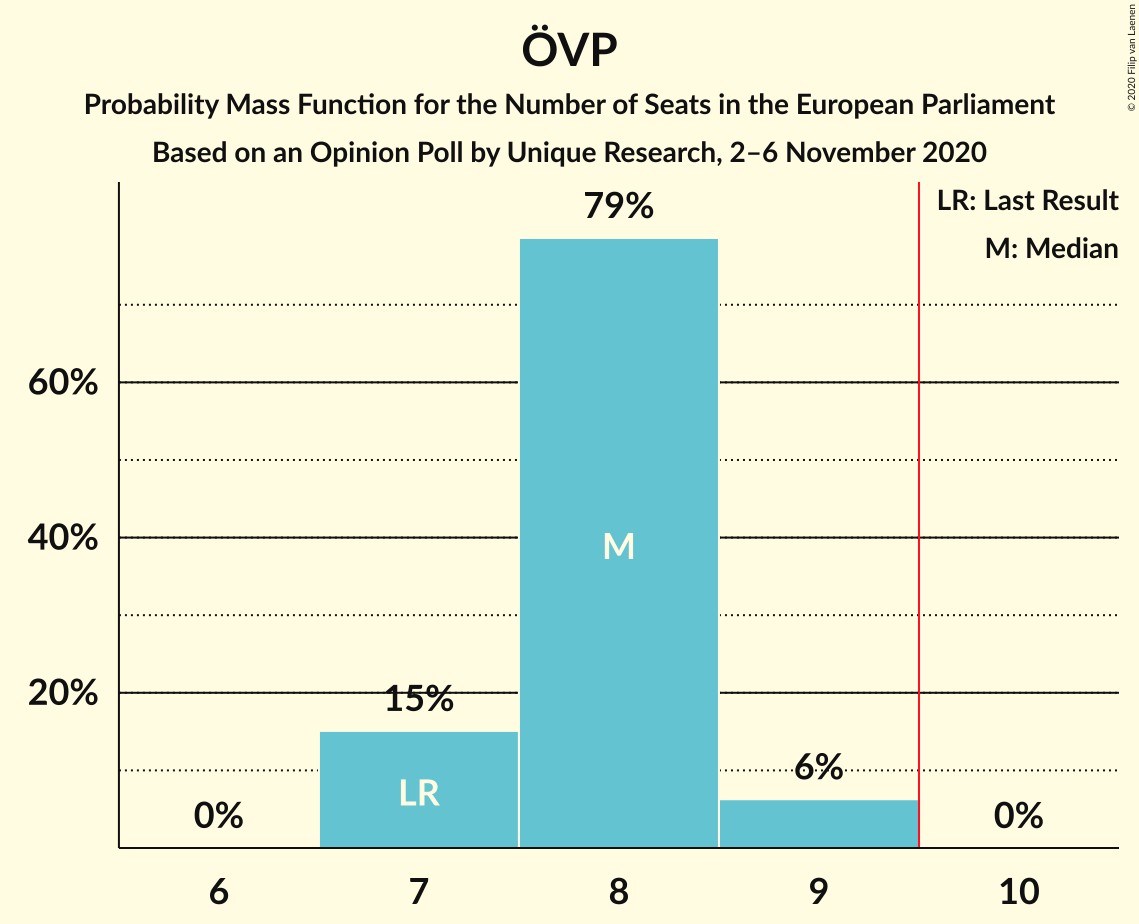 ÖVP
Probability Mass Function for the Number of Seats in the European Parliament
Based on an Opinion Poll by Unique Research, 2–6 November 2020
© 2020 Filip van Laenen
LR: Last Result
M: Median
79%
60%
40%
M
20%
15%
LR
6%
0%
0%
6
7
8
9
10